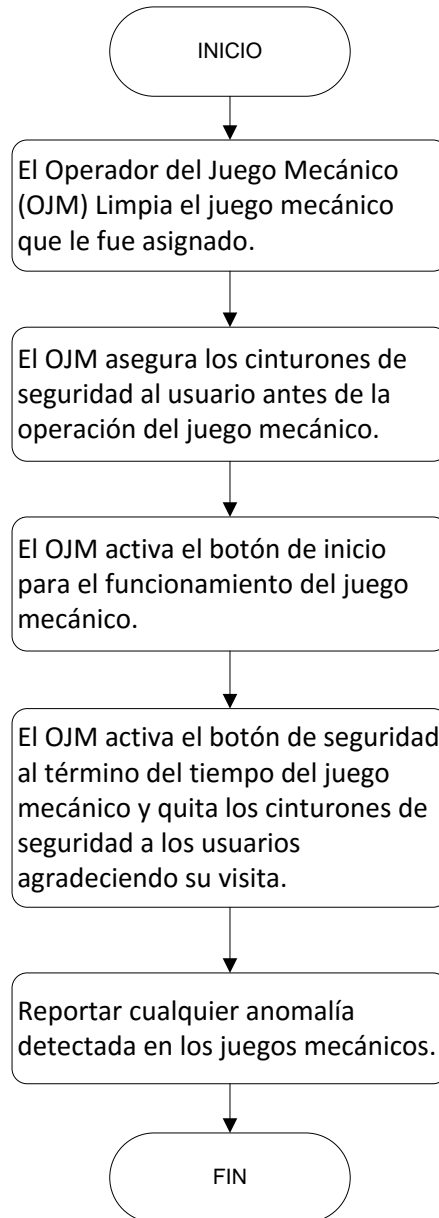 INICIO
El Operador del Juego Mecánico
(OJM) Limpia el juego mecánico
que le fue asignado.
El OJM asegura los cinturones de
seguridad al usuario antes de la
operación del juego mecánico.
El OJM activa el botón de inicio
para el funcionamiento del juego
mecánico.
El OJM activa el botón de seguridad
al término del tiempo del juego
mecánico y quita los cinturones de
seguridad a los usuarios
agradeciendo su visita.
Reportar cualquier anomalía
detectada en los juegos mecánicos.
FIN